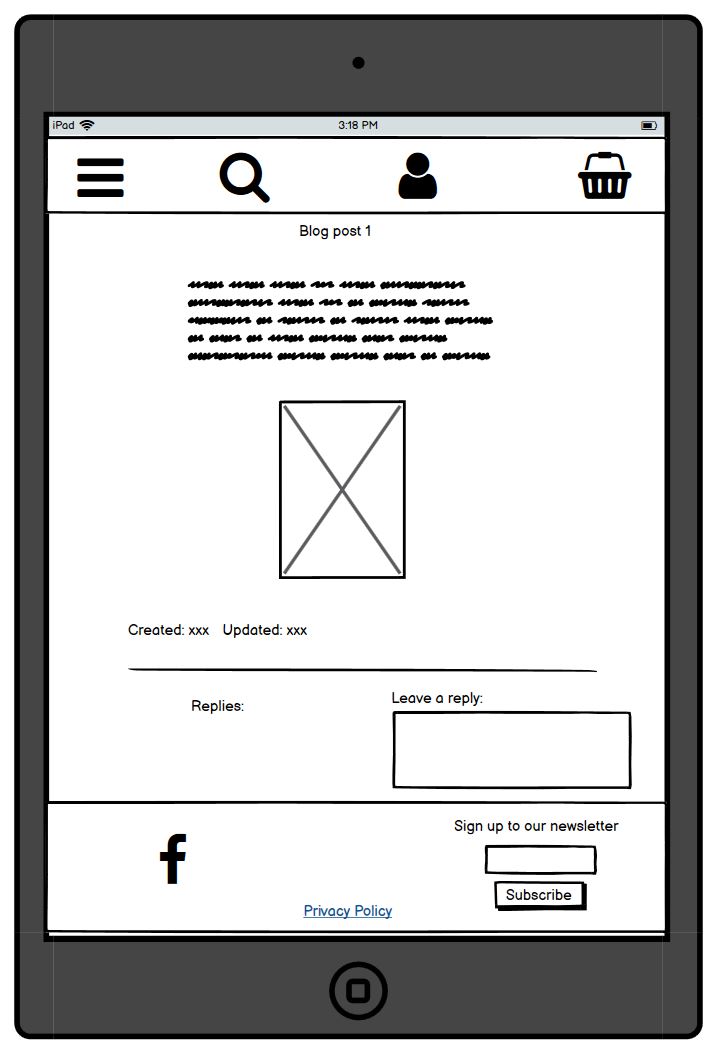 iPad 3:18 PM
Blog post 1
Created: xxx Updated: xxx
Replies:
Leave a reply:
Sign up to our newsletter
Subscribe
Privacy Policy